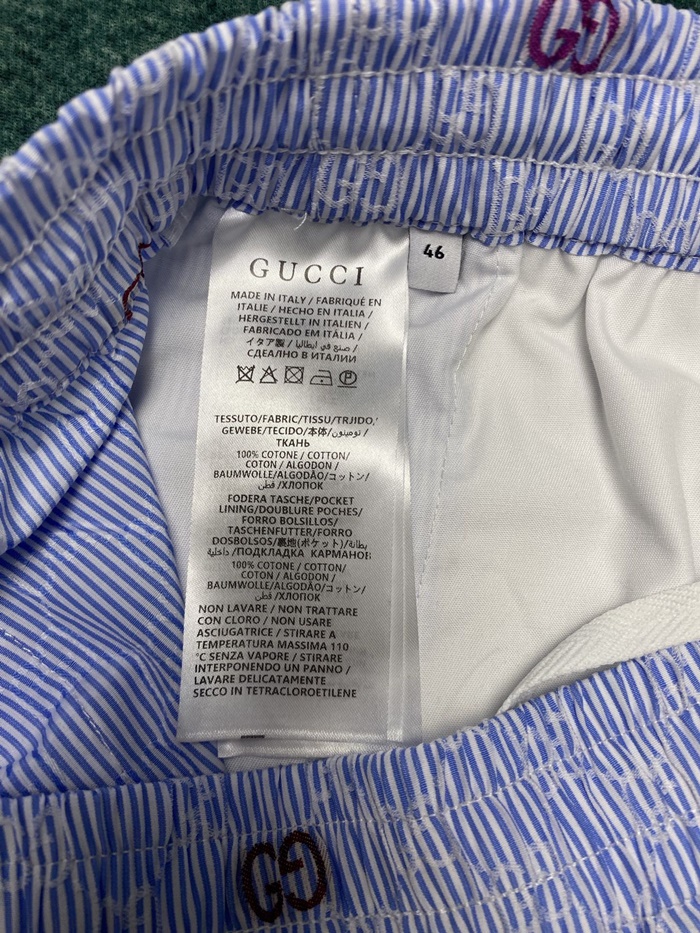 GUCCI
MADE IN ITALY / FABRIQUÉ EN
ITALIE / HECHO EN ITALIA /
HERGESTELLT IN ITALIEN /
FABRICADO EM ITÁLIA /
イタア製 / صنع في ايطاليا /
СДЕАЛНО В ИТАЛИИ
46
TESSUTO/FABRIC/TISSU/TRJIDO,'
GEWEBE/TECIDO/本体/نومينون /
ТКАНЬ
100% COTONE / COTTON/
COTON / ALGODON /
BAUMWOLLE/ALGODÃO/コットン/
قطن /ХЛОПОК
FODERA TASCHE/POCKET
LINING/DOUBLURE POCHES/
FORRO BOLSILLOS/
TASCHENFUTTER/FORRO
DOSBOLSOS/裏地(ポケット)/بطانة
داخلية /ПОДКЛАДКА КАРМАНОВ
100% COTONE / COTTON/
COTON / ALGODON /
BAUMWOLLE/ALGODÃO/コットン/
قطن /ХЛОПОК
NON LAVARE / NON TRATTARE
CON CLORO / NON USARE
ASCIUGATRICE / STIRARE A
TEMPERATURA MASSIMA 110
°C SENZA VAPORE / STIRARE
INTERPONENDO UN PANNO /
LAVARE DELICATAMENTE
SECCO IN TETRACLOROETILENE